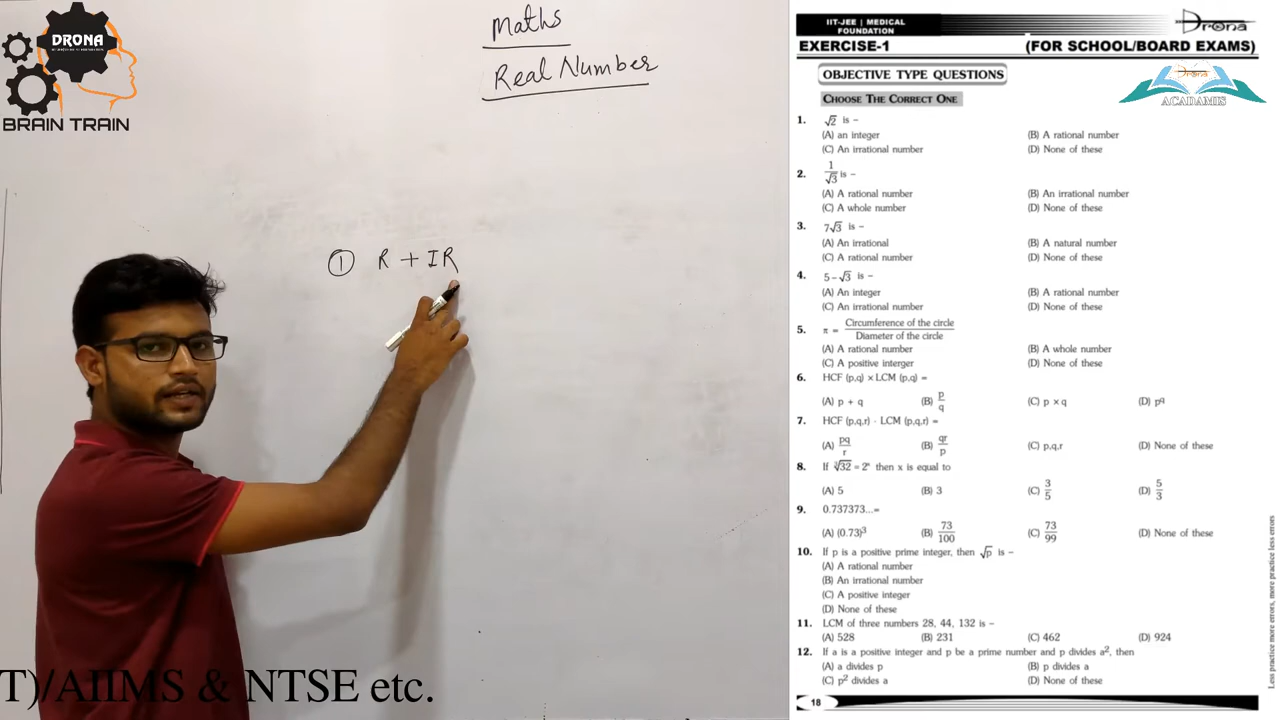 DRONA
BRAIN TRAIN
Maths
Real Number
① R + IR
T)/AIIMS & NTSE etc.
IIT-JEE | MEDICAL
FOUNDATION
Drona
EXERCISE-1 (FOR SCHOOL/BOARD EXAMS)
OBJECTIVE TYPE QUESTIONS
Drona
ACADAMIS
CHOOSE THE CORRECT ONE
1. √2 is –
(A) an integer (B) A rational number
(C) An irrational number (D) None of these
2. 1/√3 is –
(A) A rational number (B) An irrational number
(C) A whole number (D) None of these
3. 7√3 is –
(A) An irrational (B) A natural number
(C) A rational number (D) None of these
4. 5 – √3 is –
(A) An integer (B) A rational number
(C) An irrational number (D) None of these
5. π = Circumference of the circle / Diameter of the circle
(A) A rational number (B) A whole number
(C) A positive interger (D) None of these
6. HCF (p,q) × LCM (p,q) =
(A) p + q (B) p/q (C) p × q (D) p^q
7. HCF (p,q,r) · LCM (p,q,r) =
(A) pq/r (B) qr/p (C) p,q,r (D) None of these
8. If ∛32 = 2ˣ then x is equal to
(A) 5 (B) 3 (C) 3/5 (D) 5/3
9. 0.737373...=
(A) (0.73)³ (B) 73/100 (C) 73/99 (D) None of these
10. If p is a positive prime integer, then √p is –
(A) A rational number
(B) An irrational number
(C) A positive integer
(D) None of these
11. LCM of three numbers 28, 44, 132 is –
(A) 528 (B) 231 (C) 462 (D) 924
12. If a is a positive integer and p be a prime number and p divides a², then
(A) a divides p (B) p divides a
(C) p² divides a (D) None of these
18
Less practice more errors, more practice less errors